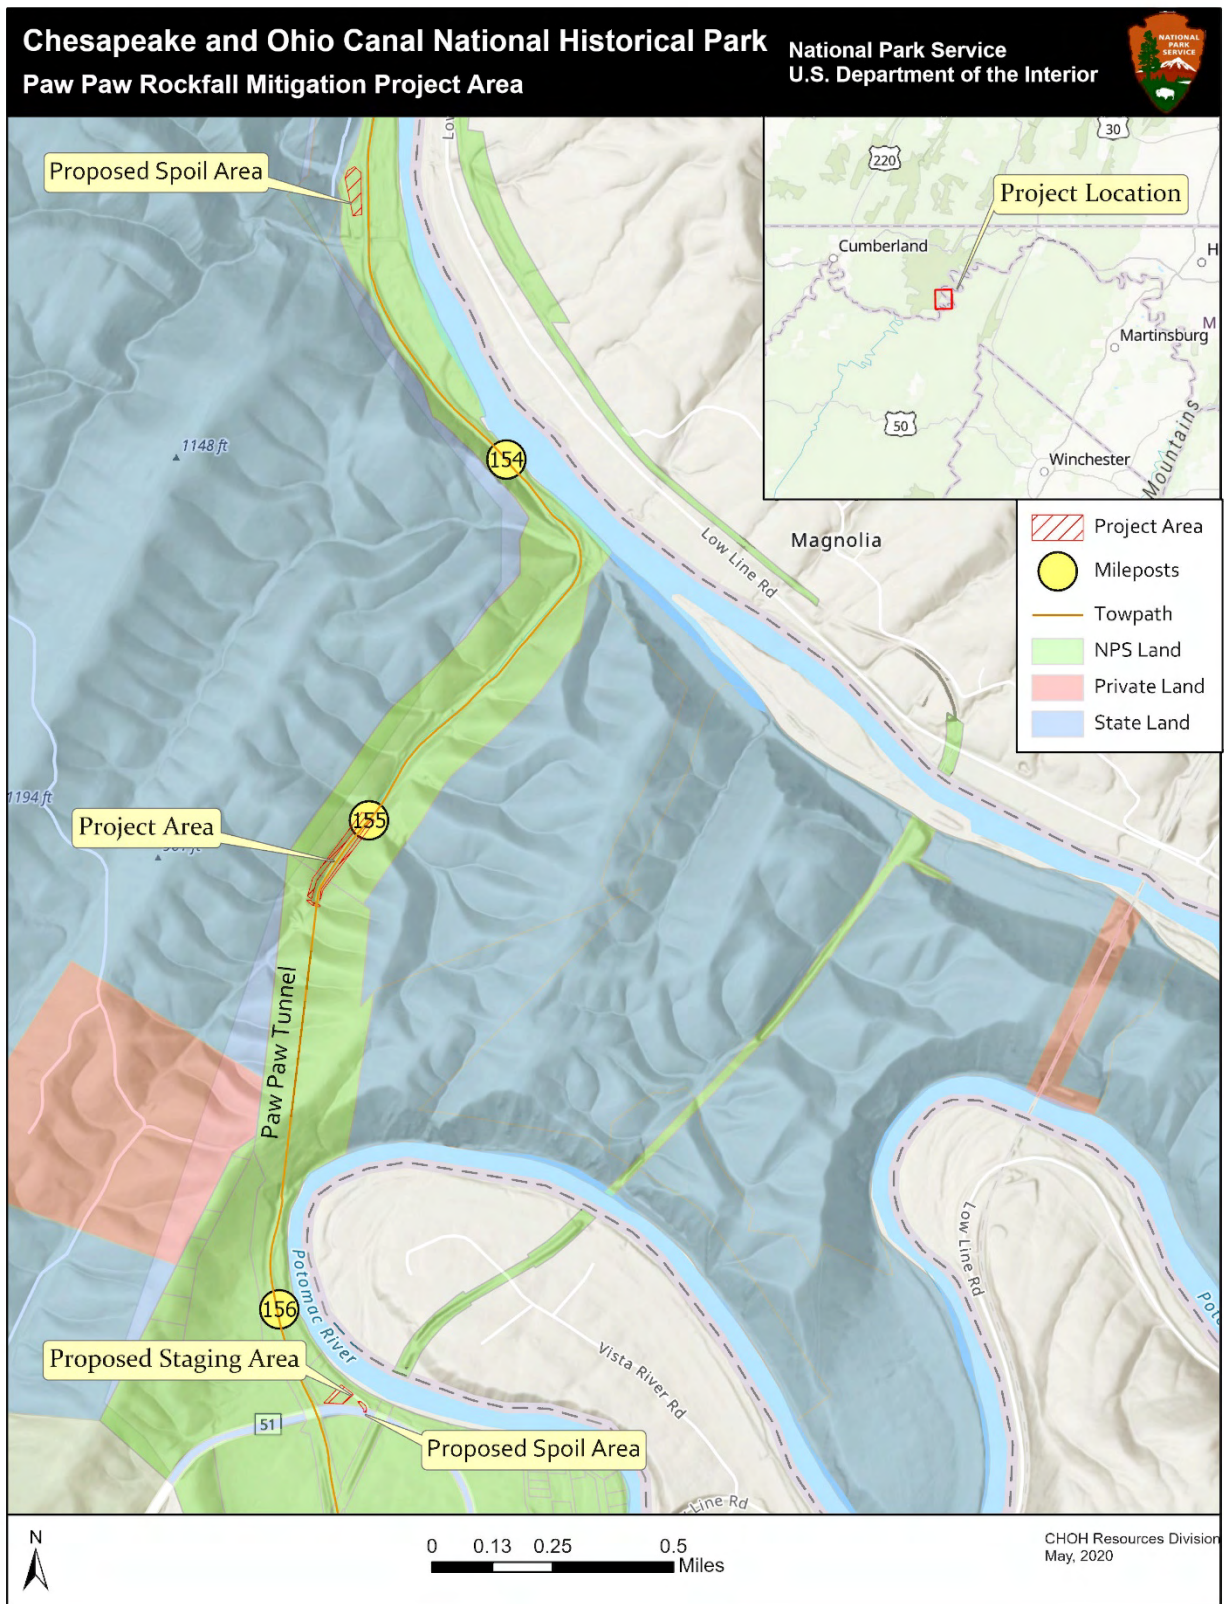 Chesapeake and Ohio Canal National Historical Park
Paw Paw Rockfall Mitigation Project Area
National Park Service
U.S. Department of the Interior
NATIONAL
PARK
SERVICE
Proposed Spoil Area
Low
30
220
Project Location
Cumberland
H
M
Martinsburg
50
Winchester
Mountains
1148 ft
154
Low Line Rd
Magnolia
Project Area
Mileposts
Towpath
NPS Land
Private Land
State Land
1194 ft
Project Area
155
Paw Paw Tunnel
156
Potomac River
Low Line Rd
Poto
Proposed Staging Area
Vista River Rd
51
Proposed Spoil Area
Line Rd
N
0 0.13 0.25 0.5
Miles
CHOH Resources Division
May, 2020